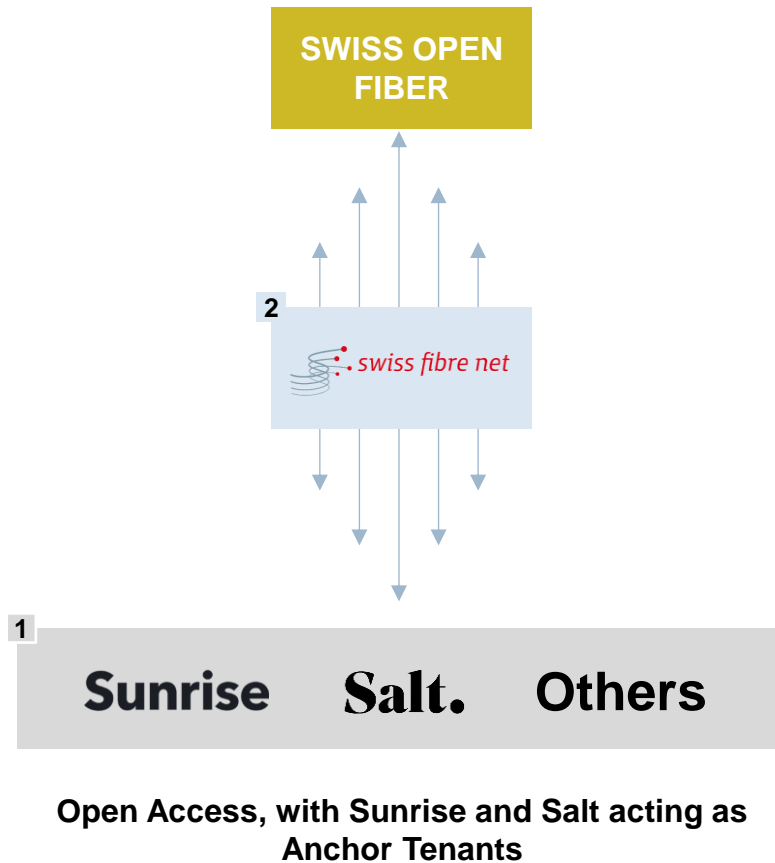 SWISS OPEN
FIBER
2
swiss fibre net
1
Sunrise Salt. Others
Open Access, with Sunrise and Salt acting as
Anchor Tenants